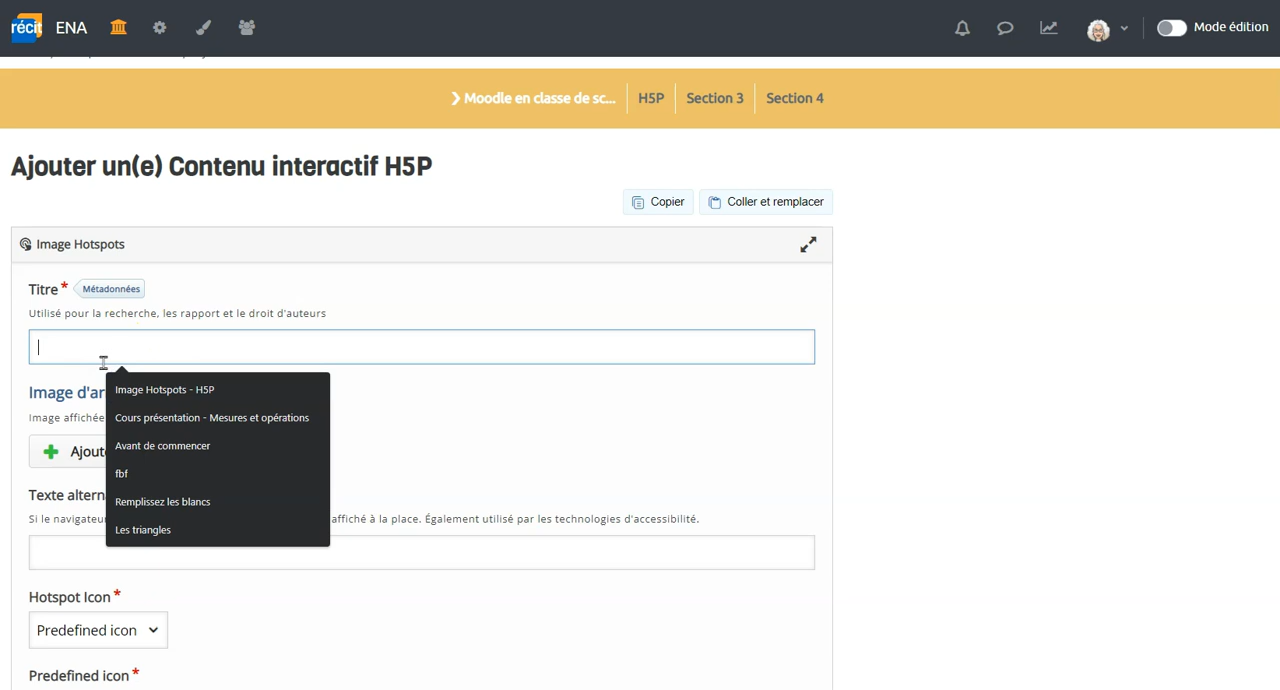 récit ENA Mode édition
❯ Moodle en classe de sc... H5P Section 3 Section 4
Ajouter un(e) Contenu interactif H5P
Copier Coller et remplacer
Image Hotspots
Titre* Métadonnées
Utilisé pour la recherche, les rapport et le droit d'auteurs
Image Hotspots - H5P
Image d'ar
Image affichée
Cours présentation - Mesures et opérations
Avant de commencer
Ajout
fbf
Texte altern
Remplissez les blancs
Si le navigateu affiché à la place. Également utilisé par les technologies d'accessibilité.
Les triangles
Hotspot Icon*
Predefined icon
Predefined icon*